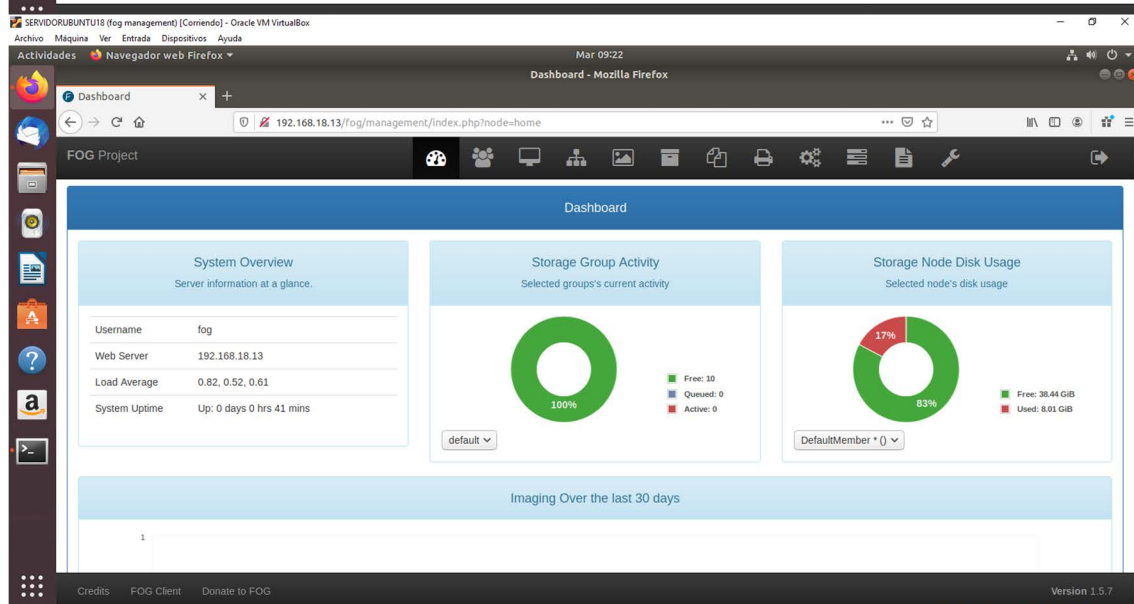 SERVIDORUBUNTU18 (fog management) [Corriendo] - Oracle VM VirtualBox
Archivo Máquina Ver Entrada Dispositivos Ayuda
Actividades Navegador web Firefox Mar 09:22
Dashboard - Mozilla Firefox
Dashboard
192.168.18.13/fog/management/index.php?node=home
FOG Project
Dashboard
System Overview
Server information at a glance.
Username fog
Web Server 192.168.18.13
Load Average 0.82, 0.52, 0.61
System Uptime Up: 0 days 0 hrs 41 mins
Storage Group Activity
Selected groups's current activity
100%
Free: 10
Queued: 0
Active: 0
default
Storage Node Disk Usage
Selected node's disk usage
17%
83%
Free: 38.44 GiB
Used: 8.01 GiB
DefaultMember * ()
Imaging Over the last 30 days
1
Credits FOG Client Donate to FOG Version 1.5.7